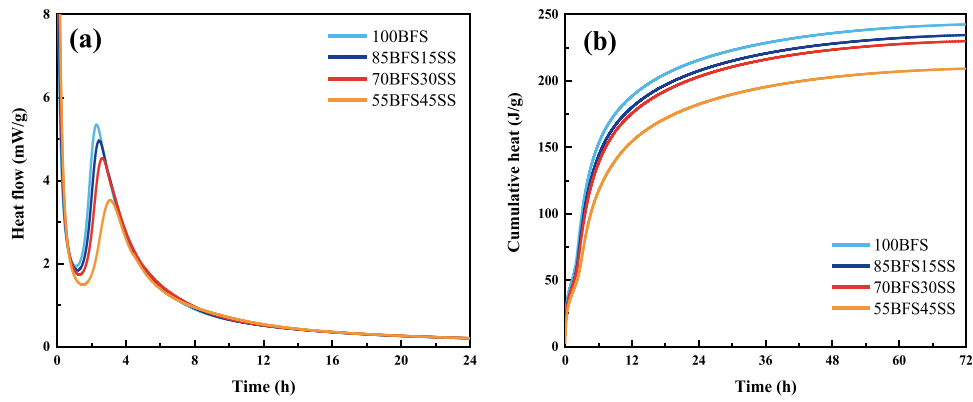 (a)
100BFS
85BFS15SS
70BFS30SS
55BFS45SS
Heat flow (mW/g)
8
6
4
2
0
0 4 8 12 16 20 24
Time (h)
(b)
100BFS
85BFS15SS
70BFS30SS
55BFS45SS
Cumulative heat (J/g)
250
200
150
100
50
0
0 12 24 36 48 60 72
Time (h)